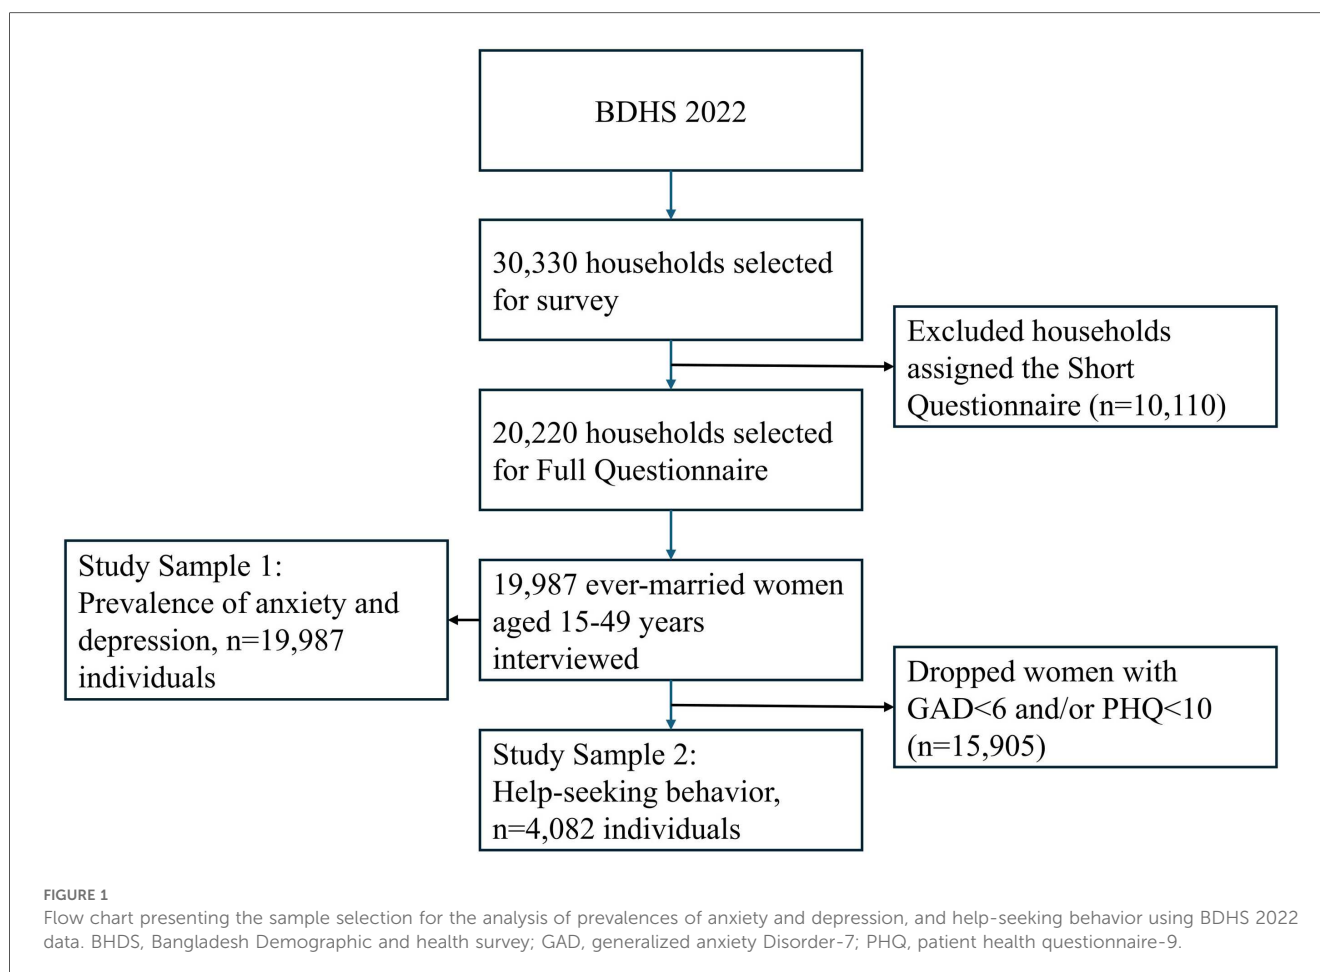 BDHS 2022
30,330 households selected
for survey
Excluded households
assigned the Short
Questionnaire (n=10,110)
20,220 households selected
for Full Questionnaire
Study Sample 1:
Prevalence of anxiety and
depression, n=19,987
individuals
19,987 ever-married women
aged 15-49 years
interviewed
Dropped women with
GAD<6 and/or PHQ<10
(n=15,905)
Study Sample 2:
Help-seeking behavior,
n=4,082 individuals
FIGURE 1
Flow chart presenting the sample selection for the analysis of prevalences of anxiety and depression, and help-seeking behavior using BDHS 2022
data. BHDS, Bangladesh Demographic and health survey; GAD, generalized anxiety Disorder-7; PHQ, patient health questionnaire-9.